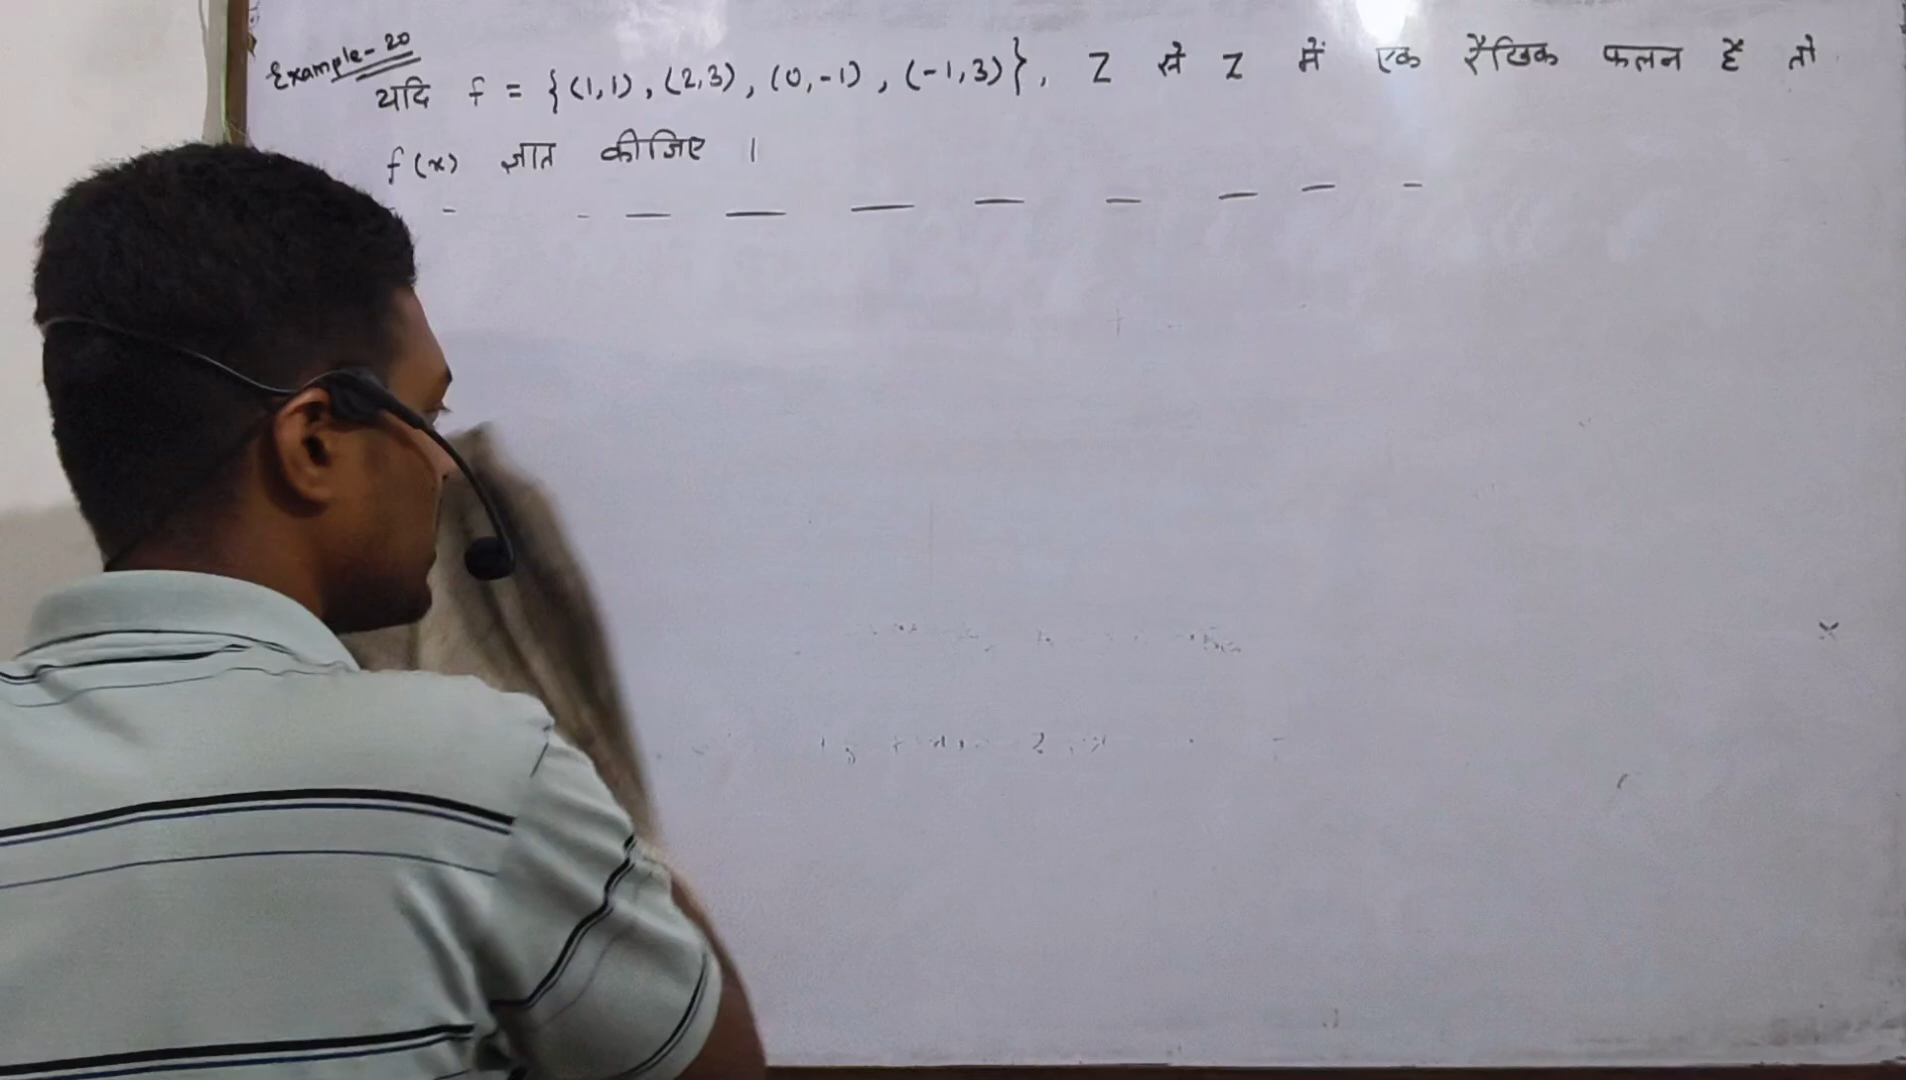 Example-20
यदि f = {(1,1), (2,3), (0,-1), (-1,3)}, Z से Z में एक रैखिक फलन है तो
f(x) ज्ञात कीजिए ।